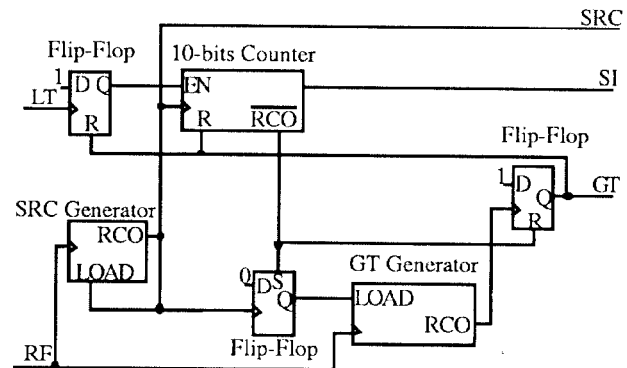 SRC
Flip-Flop
10-bits Counter
1 D Q
EN
SI
LT
R
R
RCO
Flip-Flop
1 D
Q
GT
R
SRC Generator
RCO
LOAD
0 D S
Q
GT Generator
LOAD
RCO
Flip-Flop
RF